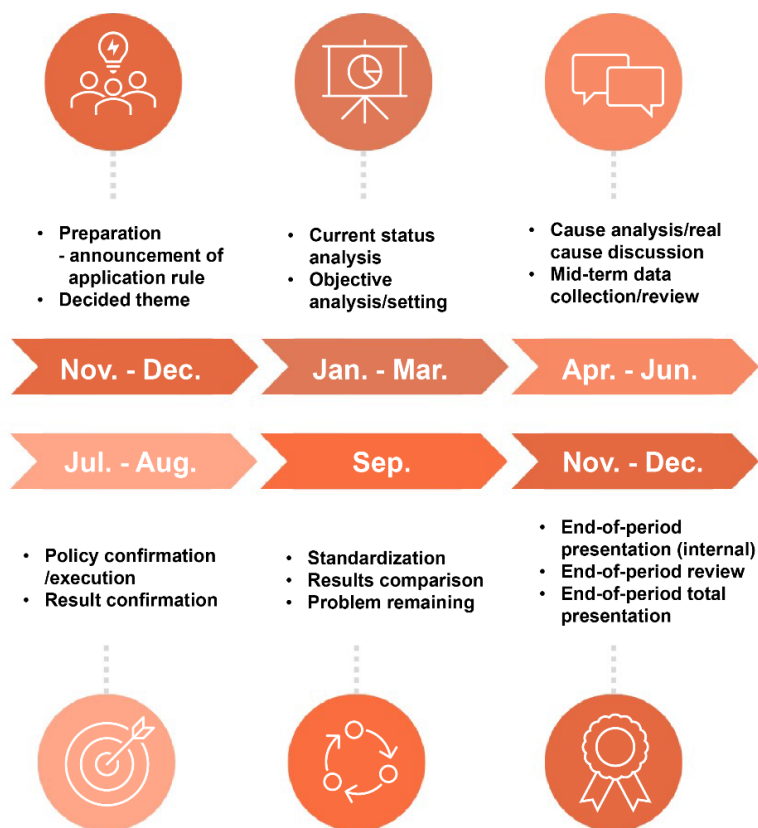 • Preparation
- announcement of
application rule
• Decided theme
• Current status
analysis
• Objective
analysis/setting
• Cause analysis/real
cause discussion
• Mid-term data
collection/review
Nov. - Dec.
Jan. - Mar.
Apr. - Jun.
Jul. - Aug.
Sep.
Nov. - Dec.
• Policy confirmation
/execution
• Result confirmation
• Standardization
• Results comparison
• Problem remaining
• End-of-period
presentation (internal)
• End-of-period review
• End-of-period total
presentation